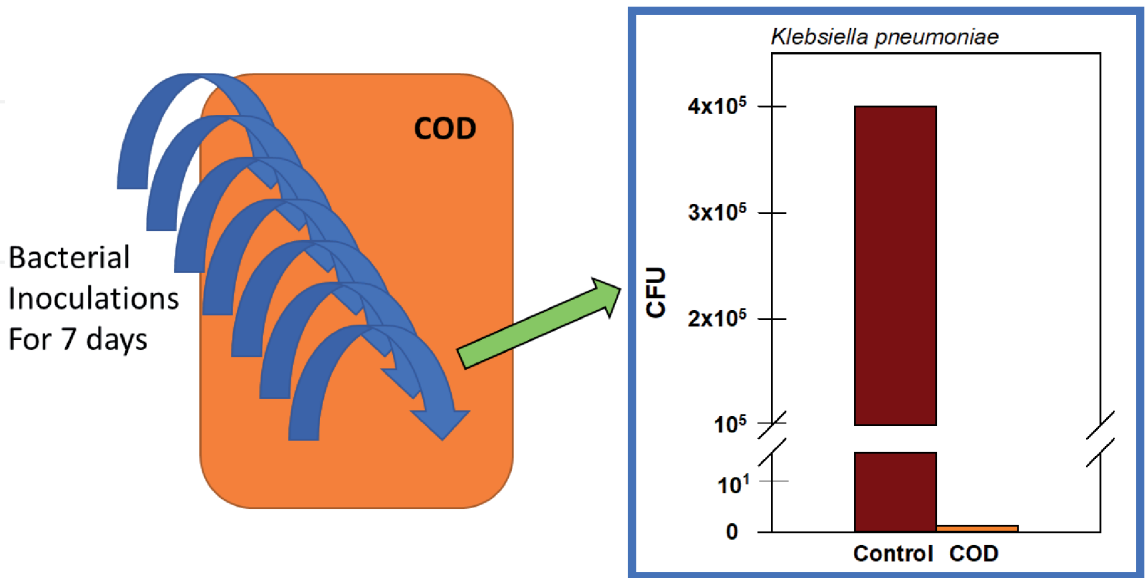 COD
Bacterial
Inoculations
For 7 days
Klebsiella pneumoniae
4x10⁵
3x10⁵
2x10⁵
10⁵
10¹
0
CFU
Control COD